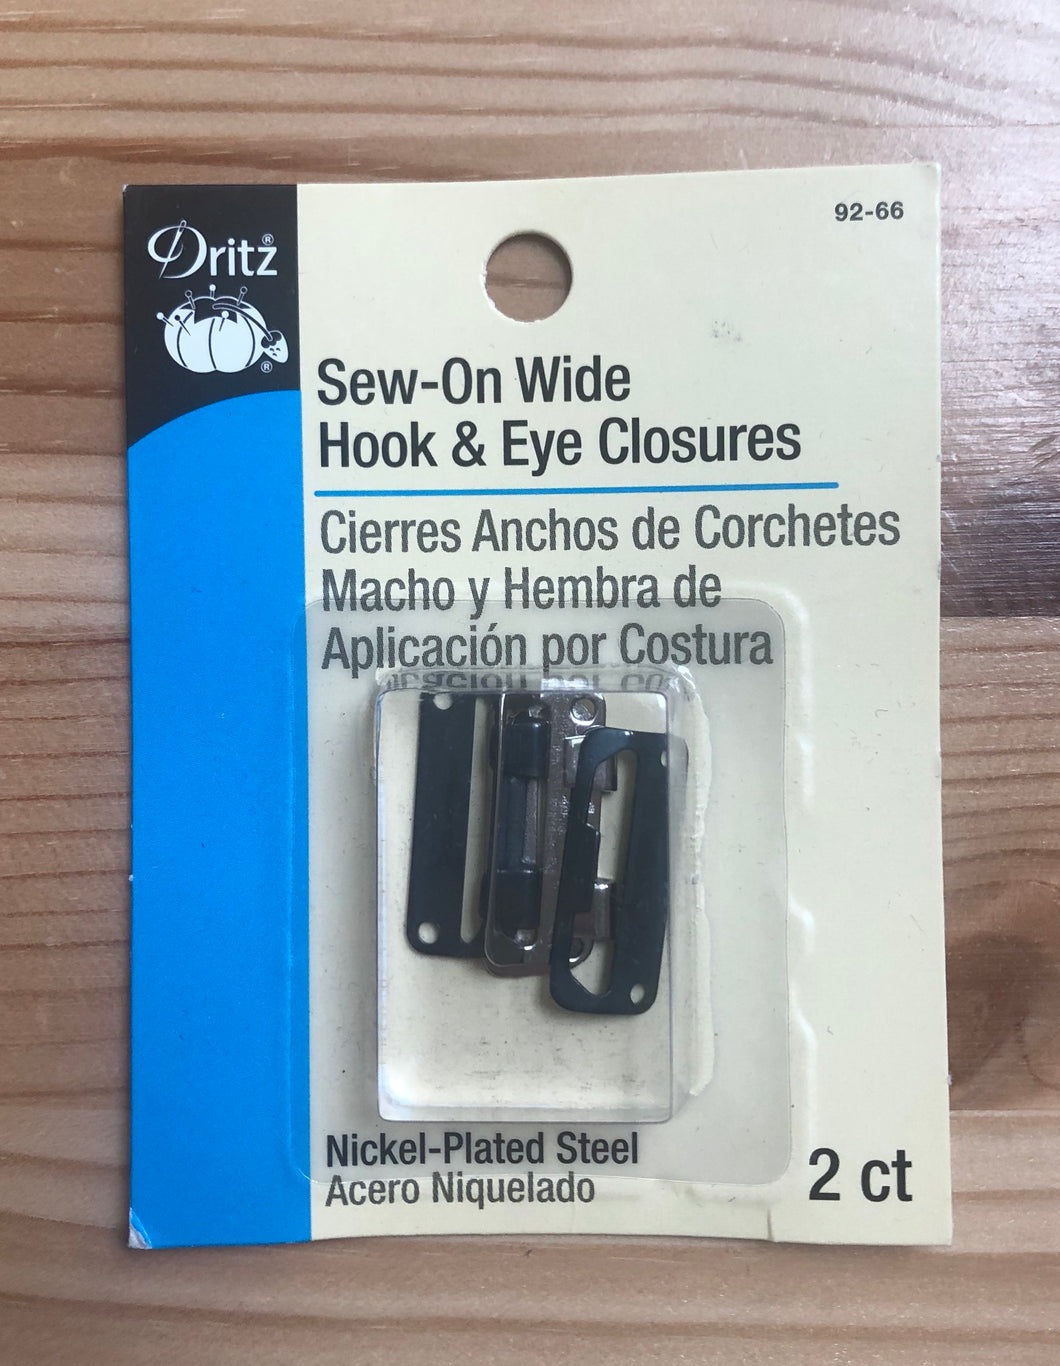 Dritz®
®
92-66
Sew-On Wide
Hook & Eye Closures
Cierres Anchos de Corchetes
Macho y Hembra de
Aplicación por Costura
Nickel-Plated Steel
Acero Niquelado
2 ct